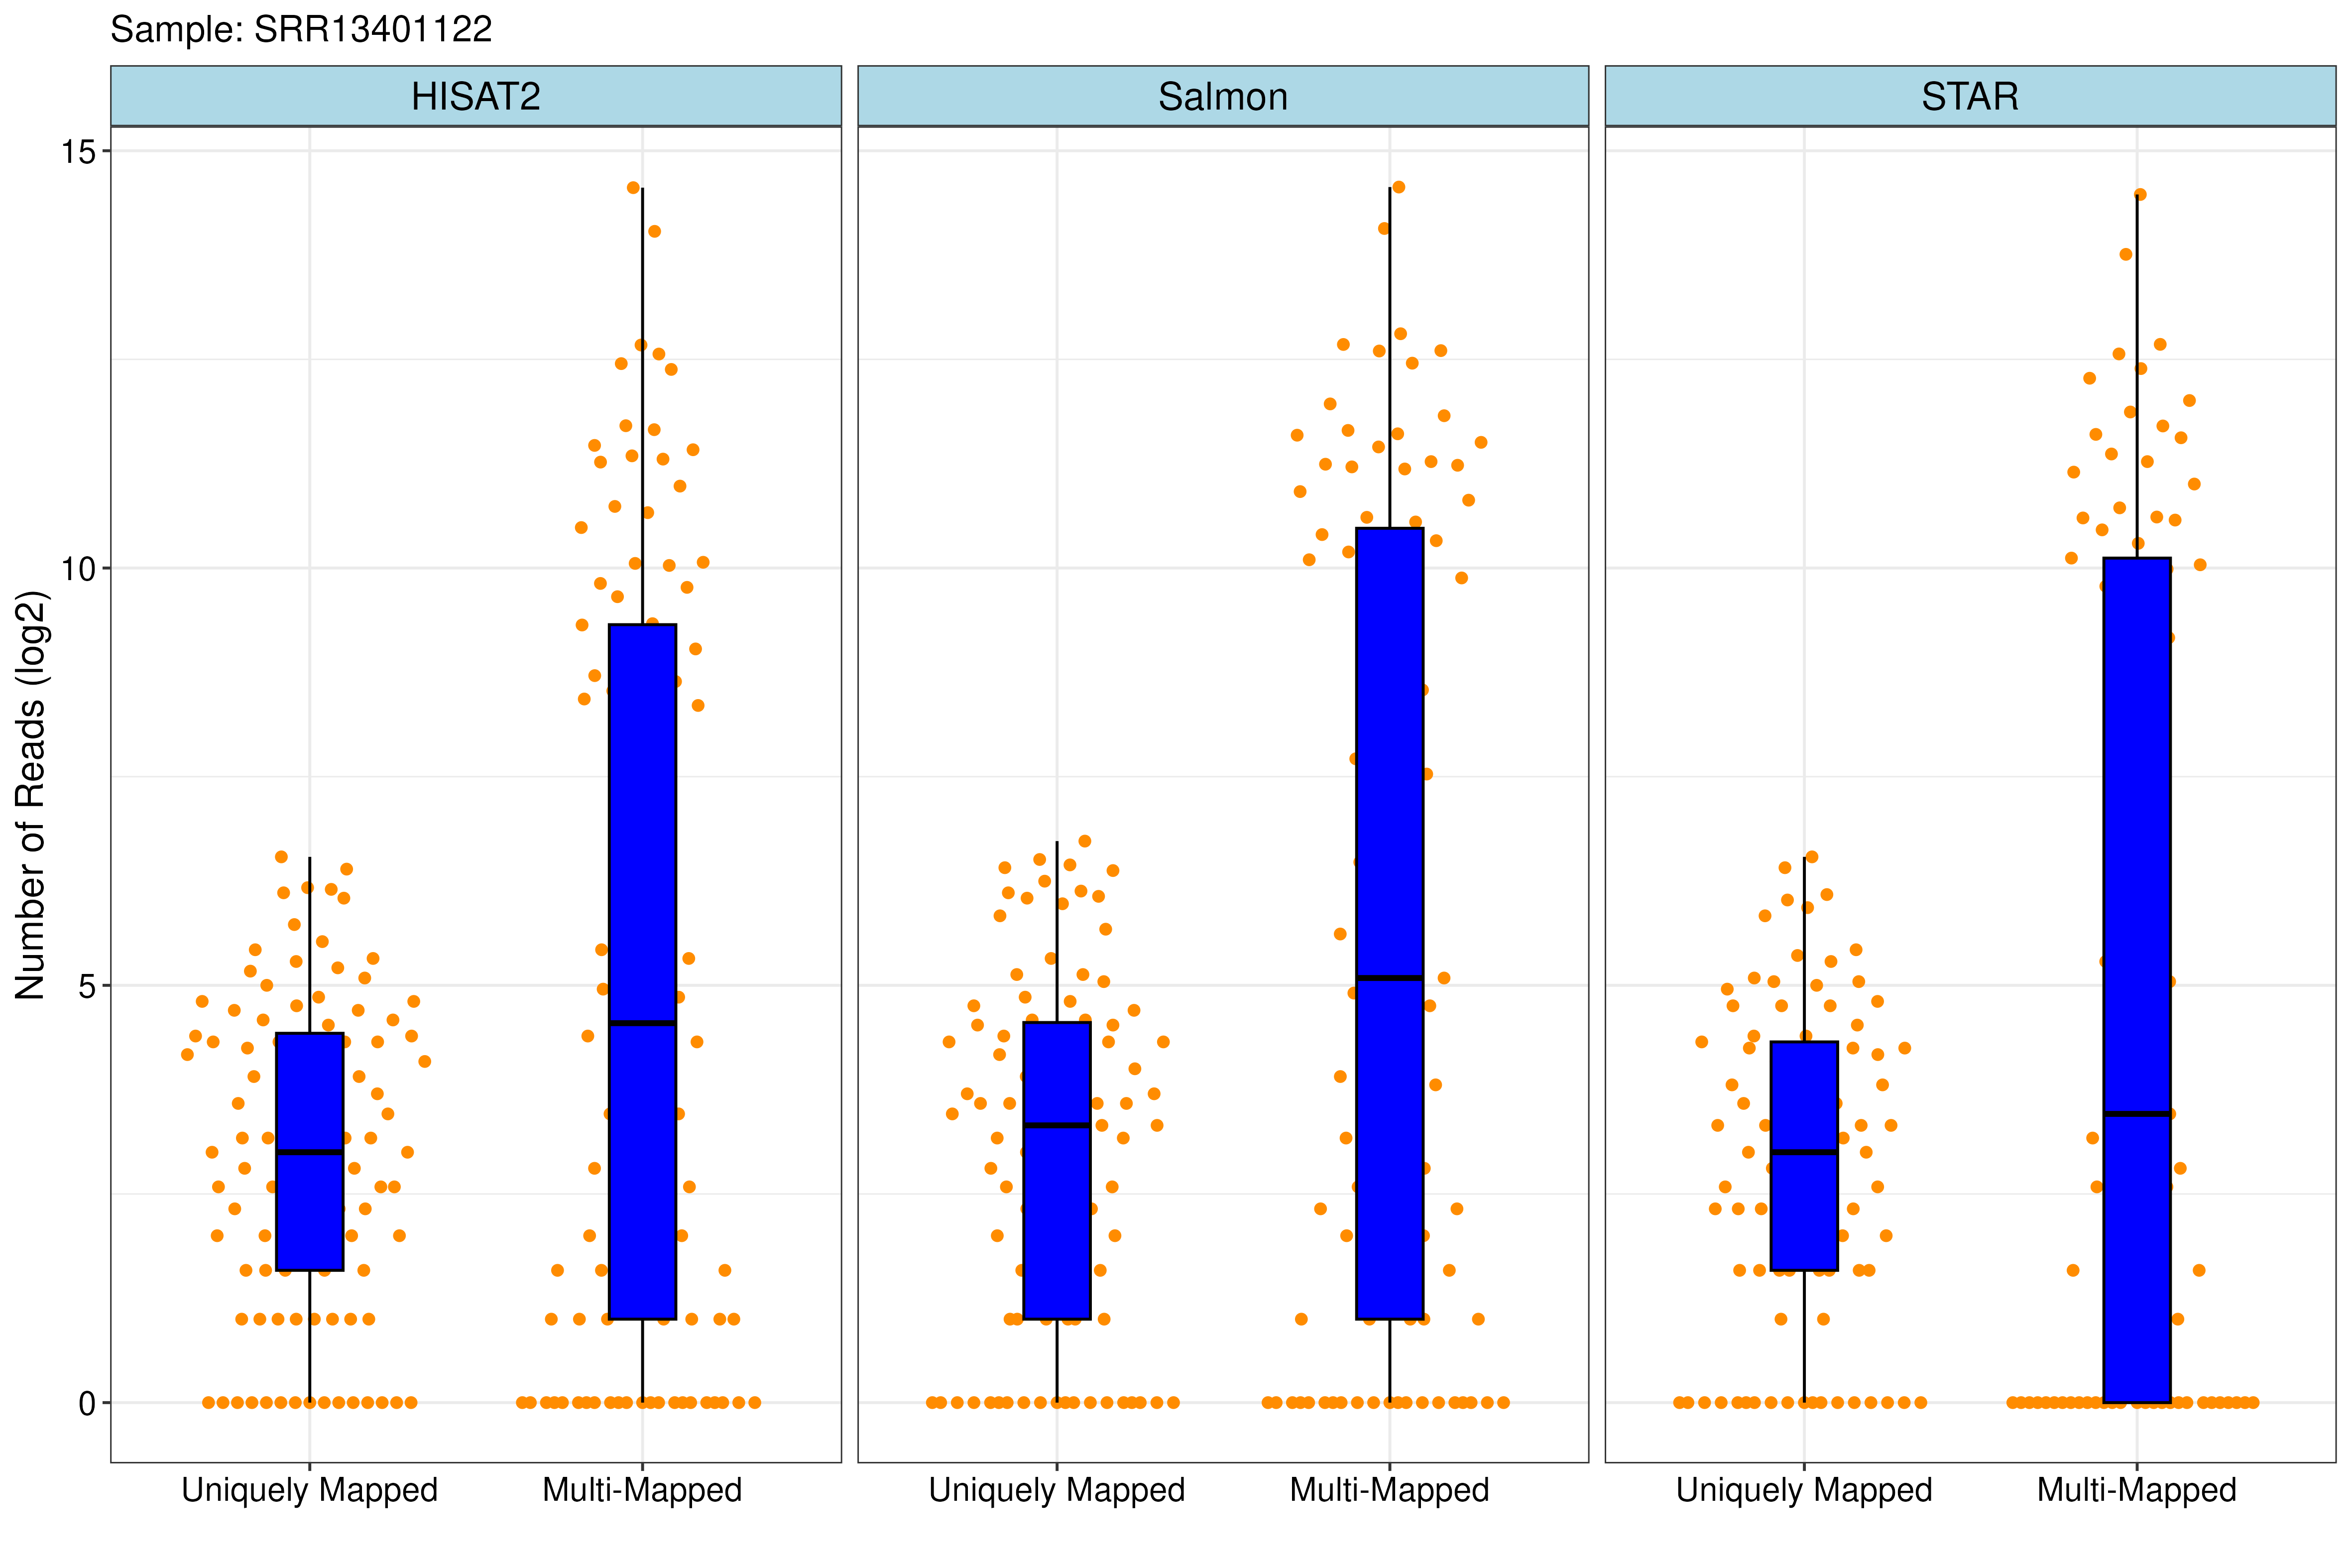 Sample: SRR13401122
HISAT2
Salmon
STAR
Number of Reads (log2)
15
10
5
0
Uniquely Mapped
Multi-Mapped
Uniquely Mapped
Multi-Mapped
Uniquely Mapped
Multi-Mapped